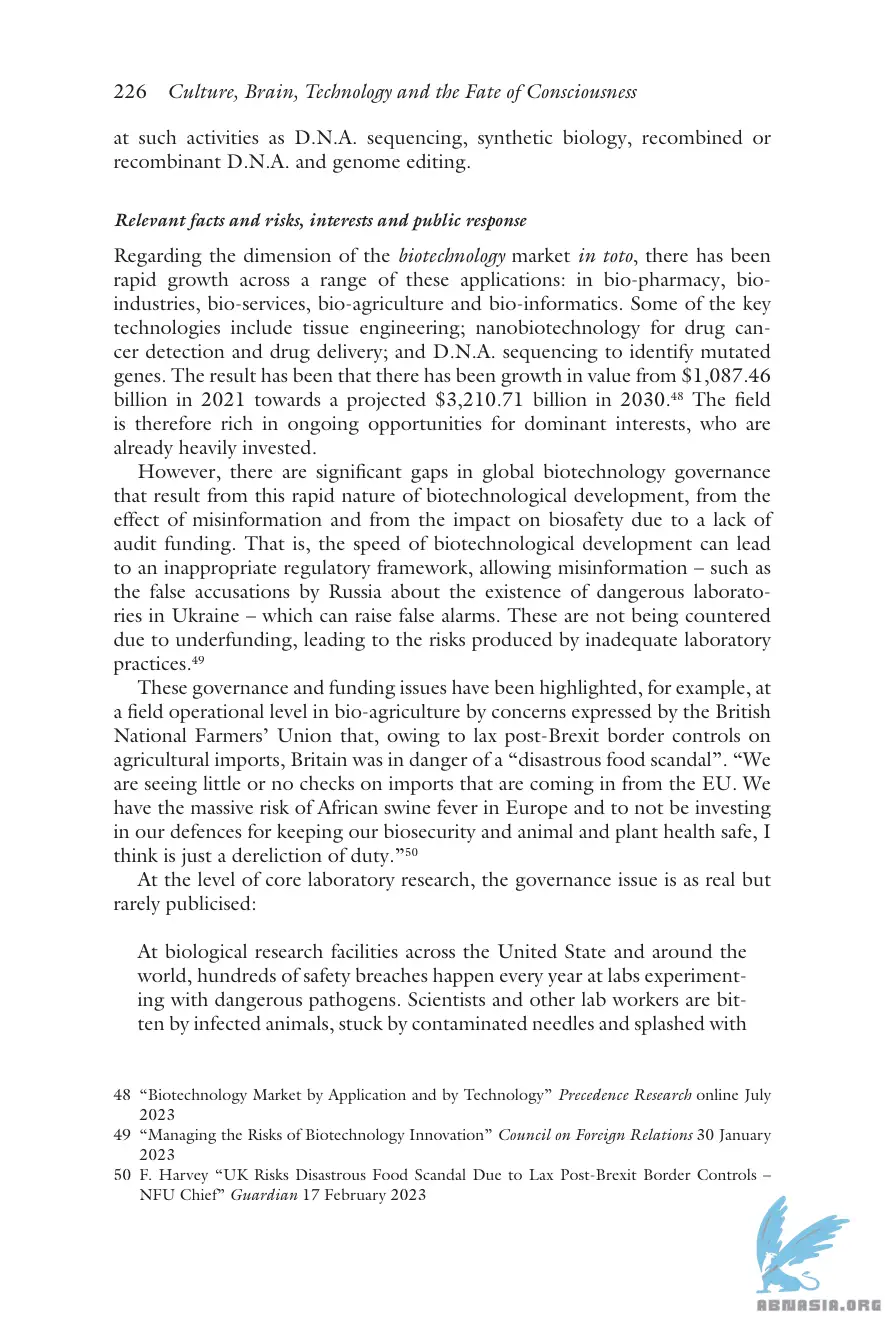 226 Culture, Brain, Technology and the Fate of Consciousness
at such activities as D.N.A. sequencing, synthetic biology, recombined or
recombinant D.N.A. and genome editing.
Relevant facts and risks, interests and public response
Regarding the dimension of the biotechnology market in toto, there has been
rapid growth across a range of these applications: in bio-pharmacy, bio-
industries, bio-services, bio-agriculture and bio-informatics. Some of the key
technologies include tissue engineering; nanobiotechnology for drug can-
cer detection and drug delivery; and D.N.A. sequencing to identify mutated
genes. The result has been that there has been growth in value from $1,087.46
billion in 2021 towards a projected $3,210.71 billion in 2030.48 The field
is therefore rich in ongoing opportunities for dominant interests, who are
already heavily invested.
However, there are significant gaps in global biotechnology governance
that result from this rapid nature of biotechnological development, from the
effect of misinformation and from the impact on biosafety due to a lack of
audit funding. That is, the speed of biotechnological development can lead
to an inappropriate regulatory framework, allowing misinformation – such as
the false accusations by Russia about the existence of dangerous laborato-
ries in Ukraine – which can raise false alarms. These are not being countered
due to underfunding, leading to the risks produced by inadequate laboratory
practices.49
These governance and funding issues have been highlighted, for example, at
a field operational level in bio-agriculture by concerns expressed by the British
National Farmers' Union that, owing to lax post-Brexit border controls on
agricultural imports, Britain was in danger of a "disastrous food scandal". "We
are seeing little or no checks on imports that are coming in from the EU. We
have the massive risk of African swine fever in Europe and to not be investing
in our defences for keeping our biosecurity and animal and plant health safe, I
think is just a dereliction of duty."50
At the level of core laboratory research, the governance issue is as real but
rarely publicised:
At biological research facilities across the United State and around the
world, hundreds of safety breaches happen every year at labs experiment-
ing with dangerous pathogens. Scientists and other lab workers are bit-
ten by infected animals, stuck by contaminated needles and splashed with
48 "Biotechnology Market by Application and by Technology" Precedence Research online July
2023
49 "Managing the Risks of Biotechnology Innovation" Council on Foreign Relations 30 January
2023
50 F. Harvey "UK Risks Disastrous Food Scandal Due to Lax Post-Brexit Border Controls –
NFU Chief" Guardian 17 February 2023
ABNASIA.ORG